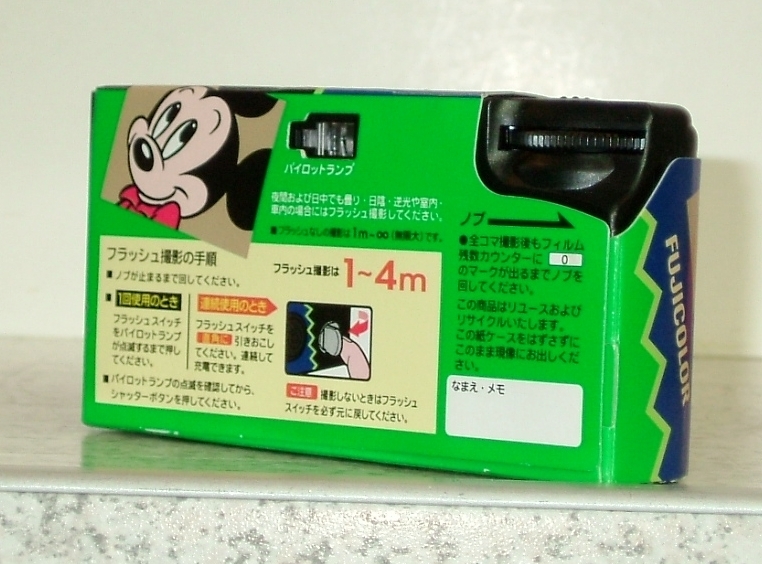 パイロットランプ
夜間および日中でも曇り・日陰・逆光や室内・
車内の場合にはフラッシュ撮影してください。
■フラッシュなしの撮影は1m~∞(無限大)です。
フラッシュ撮影の手順
■ノブが止まるまで回してください。
■1回使用のとき
フラッシュスイッチ
をパイロットランプ
が点滅するまで押し
てください。
連続使用のとき
フラッシュスイッチを
直角に引きおこし
てください。連続して
充電できます。
■パイロットランプの点滅を確認してから、
シャッターボタンを押してください。
フラッシュ撮影は1~4m
ご注意 撮影しないときはフラッシュ
スイッチを必ず元に戻してください。
ノブ
●全コマ撮影後もフィルム
残数カウンターに 0
のマークが出るまでノブを
回してください。
この商品はリユースおよび
リサイクルいたします。
この紙ケースをはずさずに
このまま現像にお出しくだ
さい。
なまえ・メモ
FUJICOLOR